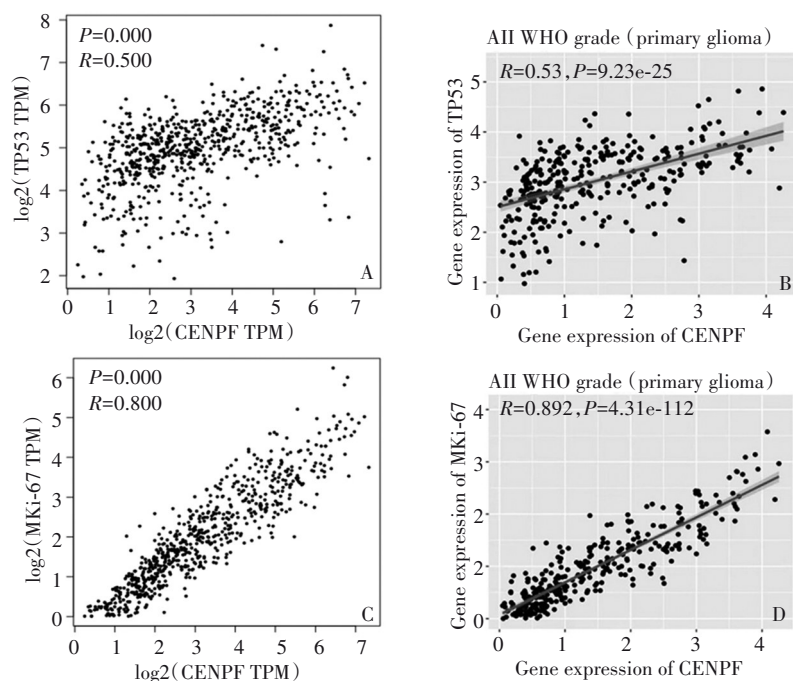 P=0.000
R=0.500
8
7
6
5
4
3
2
log2(TP53 TPM)
A
0 1 2 3 4 5 6 7
log2(CENPF TPM)
AII WHO grade (primary glioma)
R=0.53, P=9.23e-25
5
4
3
2
1
Gene expression of TP53
B
0 1 2 3 4
Gene expression of CENPF
P=0.000
R=0.800
6
5
4
3
2
1
0
log2(MKi-67 TPM)
C
0 1 2 3 4 5 6 7
log2(CENPF TPM)
AII WHO grade (primary glioma)
R=0.892, P=4.31e-112
4
3
2
2
0
Gene expression of MKi-67
D
0 1 2 3 4
Gene expression of CENPF